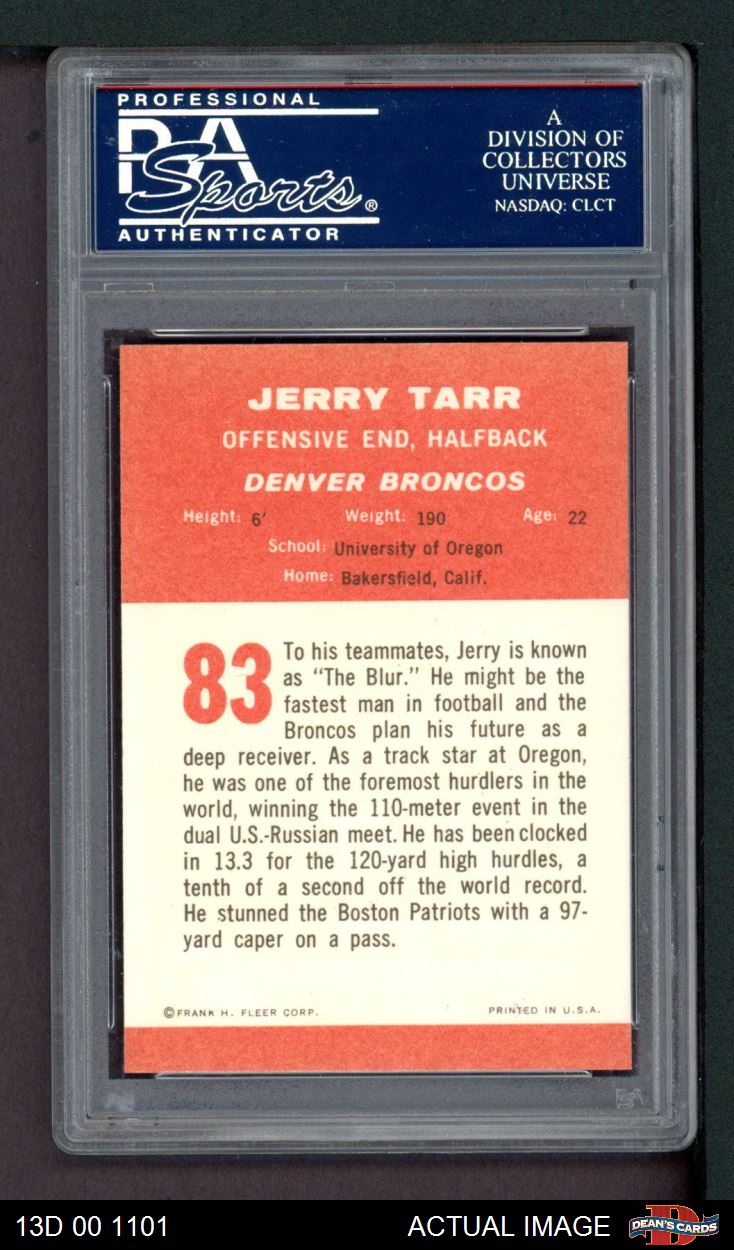 PROFESSIONAL
PSA
Sports®
AUTHENTICATOR
A
DIVISION OF
COLLECTORS
UNIVERSE
NASDAQ: CLCT
JERRY TARR
OFFENSIVE END, HALFBACK
DENVER BRONCOS
Height: 6' Weight: 190 Age: 22
School: University of Oregon
Home: Bakersfield, Calif.
83
To his teammates, Jerry is known
as "The Blur." He might be the
fastest man in football and the
Broncos plan his future as a
deep receiver. As a track star at Oregon,
he was one of the foremost hurdlers in the
world, winning the 110-meter event in the
dual U.S.-Russian meet. He has been clocked
in 13.3 for the 120-yard high hurdles, a
tenth of a second off the world record.
He stunned the Boston Patriots with a 97-
yard caper on a pass.
©FRANK H. FLEER CORP. PRINTED IN U.S.A.
13D 00 1101 ACTUAL IMAGE DEAN'S CARDS